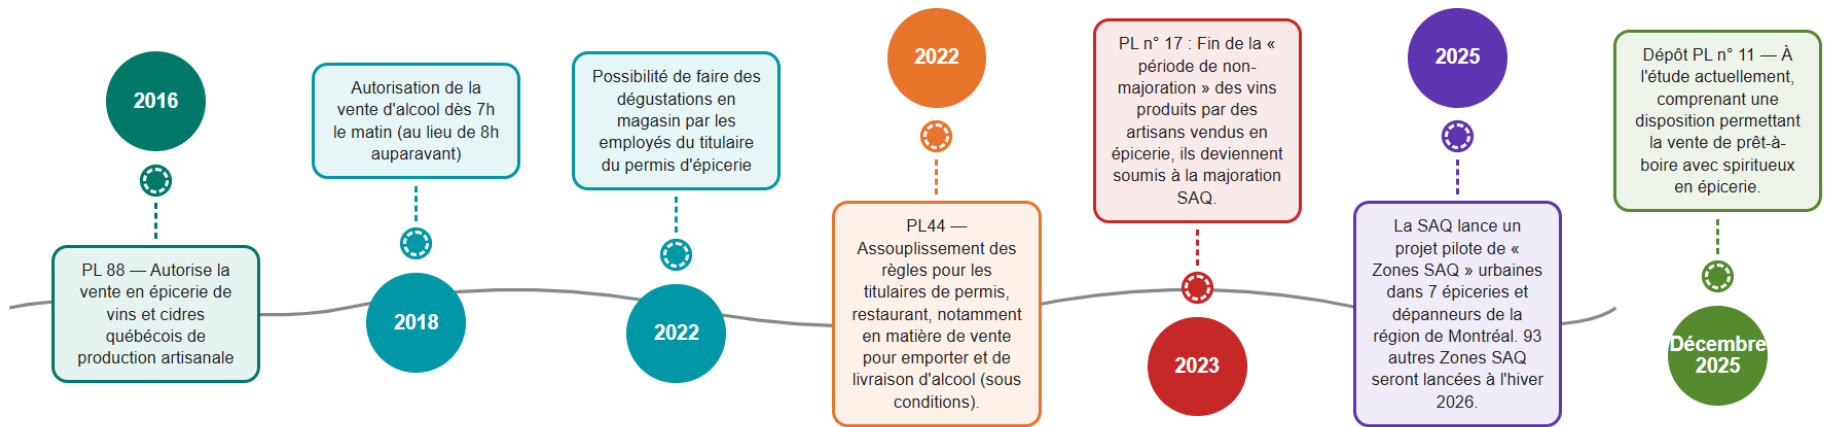 2016
PL 88 — Autorise la
vente en épicerie de
vins et cidres
québécois de
production artisanale
Autorisation de la
vente d'alcool dès 7h
le matin (au lieu de 8h
auparavant)
2018
Possibilité de faire des
dégustations en
magasin par les
employés du titulaire
du permis d'épicerie
2022
2022
PL44 —
Assouplissement des
règles pour les
titulaires de permis,
restaurant, notamment
en matière de vente
pour emporter et de
livraison d'alcool (sous
conditions).
PL n° 17 : Fin de la «
période de non-
majoration » des vins
produits par des
artisans vendus en
épicerie, ils deviennent
soumis à la majoration
SAQ.
2023
2025
La SAQ lance un
projet pilote de «
Zones SAQ » urbaines
dans 7 épiceries et
dépanneurs de la
région de Montréal. 93
autres Zones SAQ
seront lancées à l'hiver
2026.
Dépôt PL n° 11 — À
l'étude actuellement,
comprenant une
disposition permettant
la vente de prêt-à-
boire avec spiritueux
en épicerie.
Décembre
2025